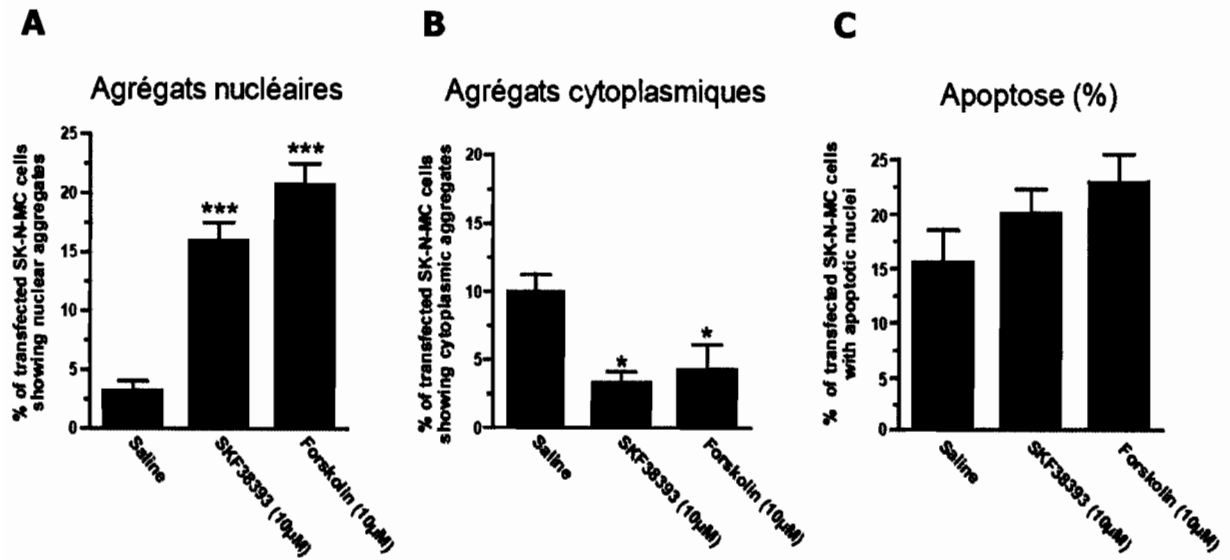 A
Agrégats nucléaires
% of transfected SK-N-MC cells
showing nuclear aggregates
25
20
15
10
5
0
***
***
Saline
SKF38393 (10µM)
Forskolin (10µM)
B
Agrégats cytoplasmiques
% of transfected SK-N-MC cells
showing cytoplasmic aggregates
20
15
10
5
0
*
*
Saline
SKF38393 (10µM)
Forskolin (10µM)
C
Apoptose (%)
% of transfected SK-N-MC cells
with apoptotic nuclei
25
20
15
10
5
0
Saline
SKF38393 (10µM)
Forskolin (10µM)